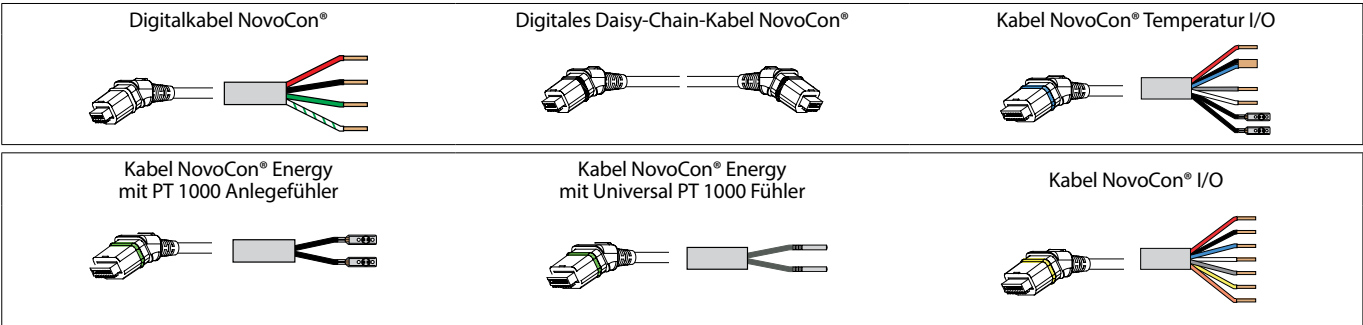 Digitalkabel NovoCon®
Digitales Daisy-Chain-Kabel NovoCon®
Kabel NovoCon® Temperatur I/O
Kabel NovoCon® Energy
mit PT 1000 Anlegefühler
Kabel NovoCon® Energy
mit Universal PT 1000 Fühler
Kabel NovoCon® I/O